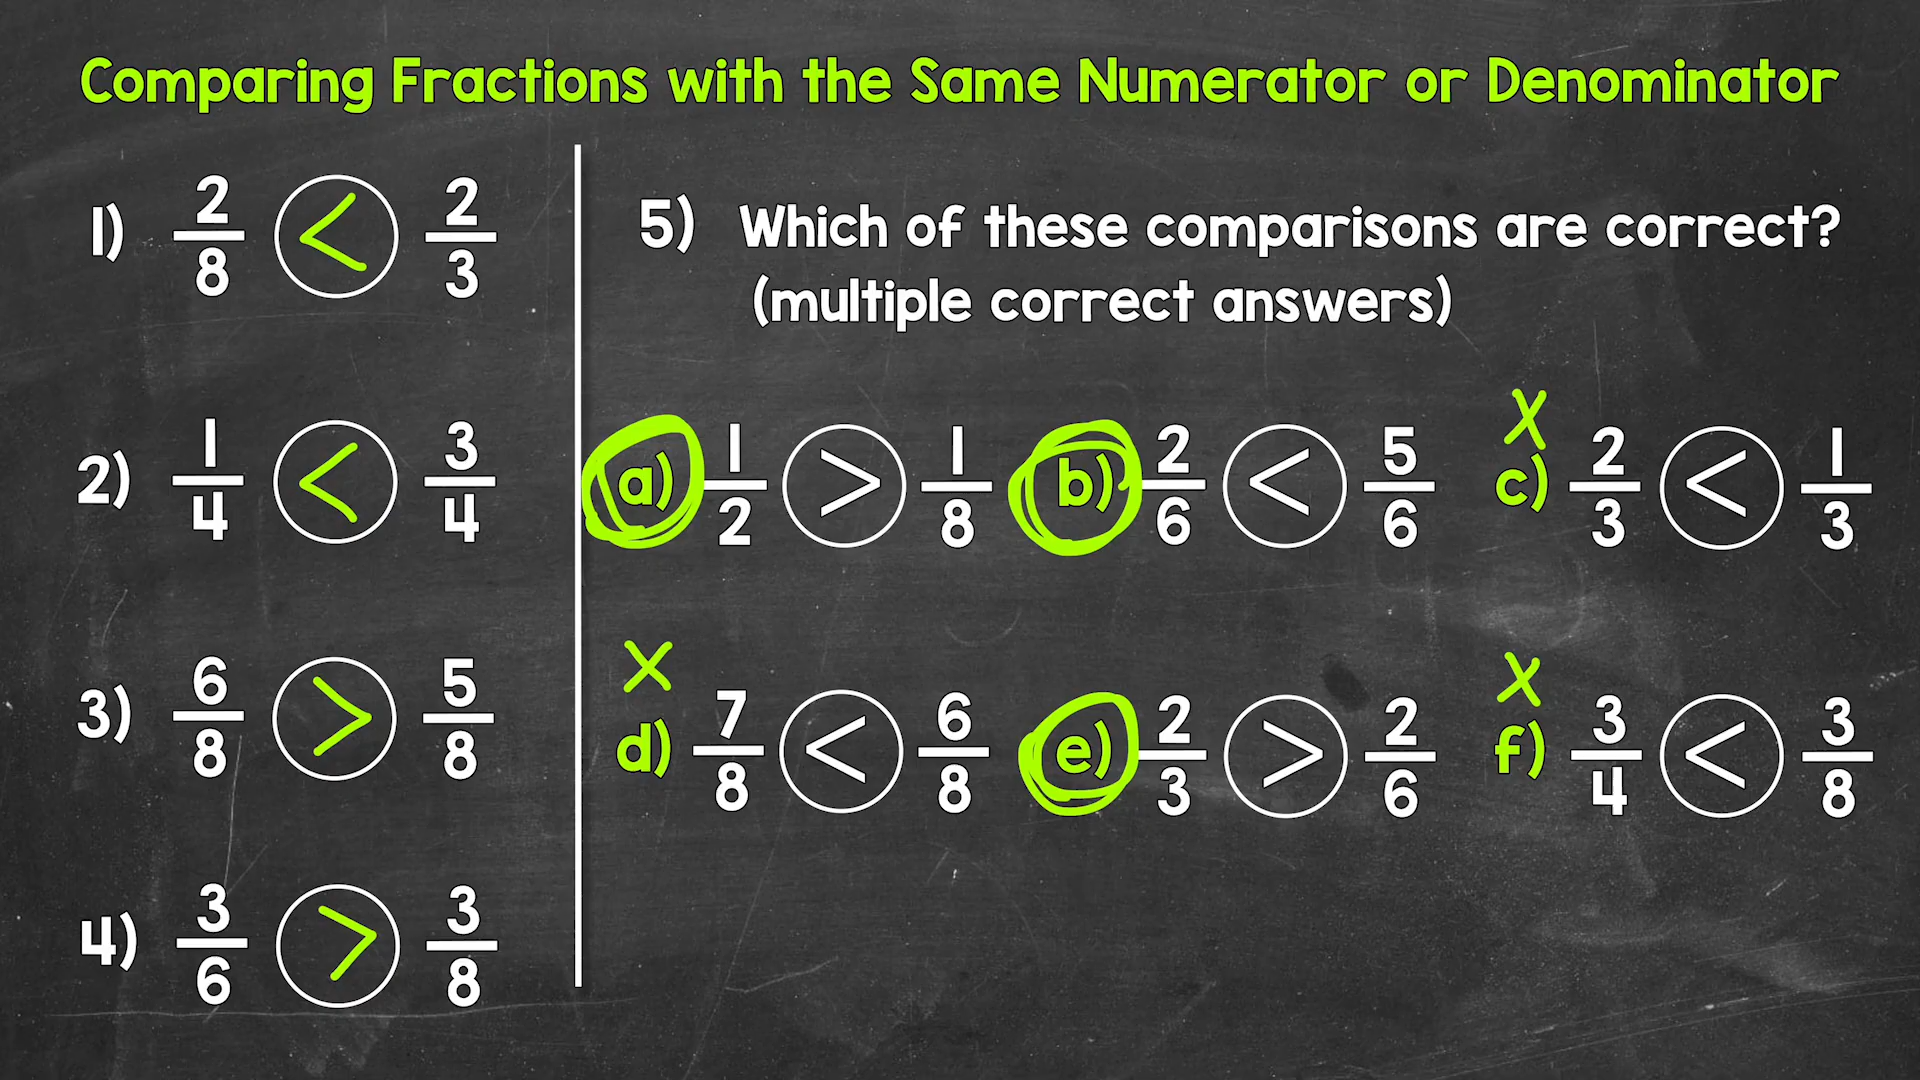 Comparing Fractions with the Same Numerator or Denominator
1) 2/8 < 2/3
2) 1/4 < 3/4
3) 6/8 > 5/8
4) 3/6 > 3/8
5) Which of these comparisons are correct?
(multiple correct answers)
X
a) 1/2 > 1/8 b) 2/6 < 5/6 c) 2/3 < 1/3
X X
d) 7/8 < 6/8 e) 2/3 > 2/6 f) 3/4 < 3/8